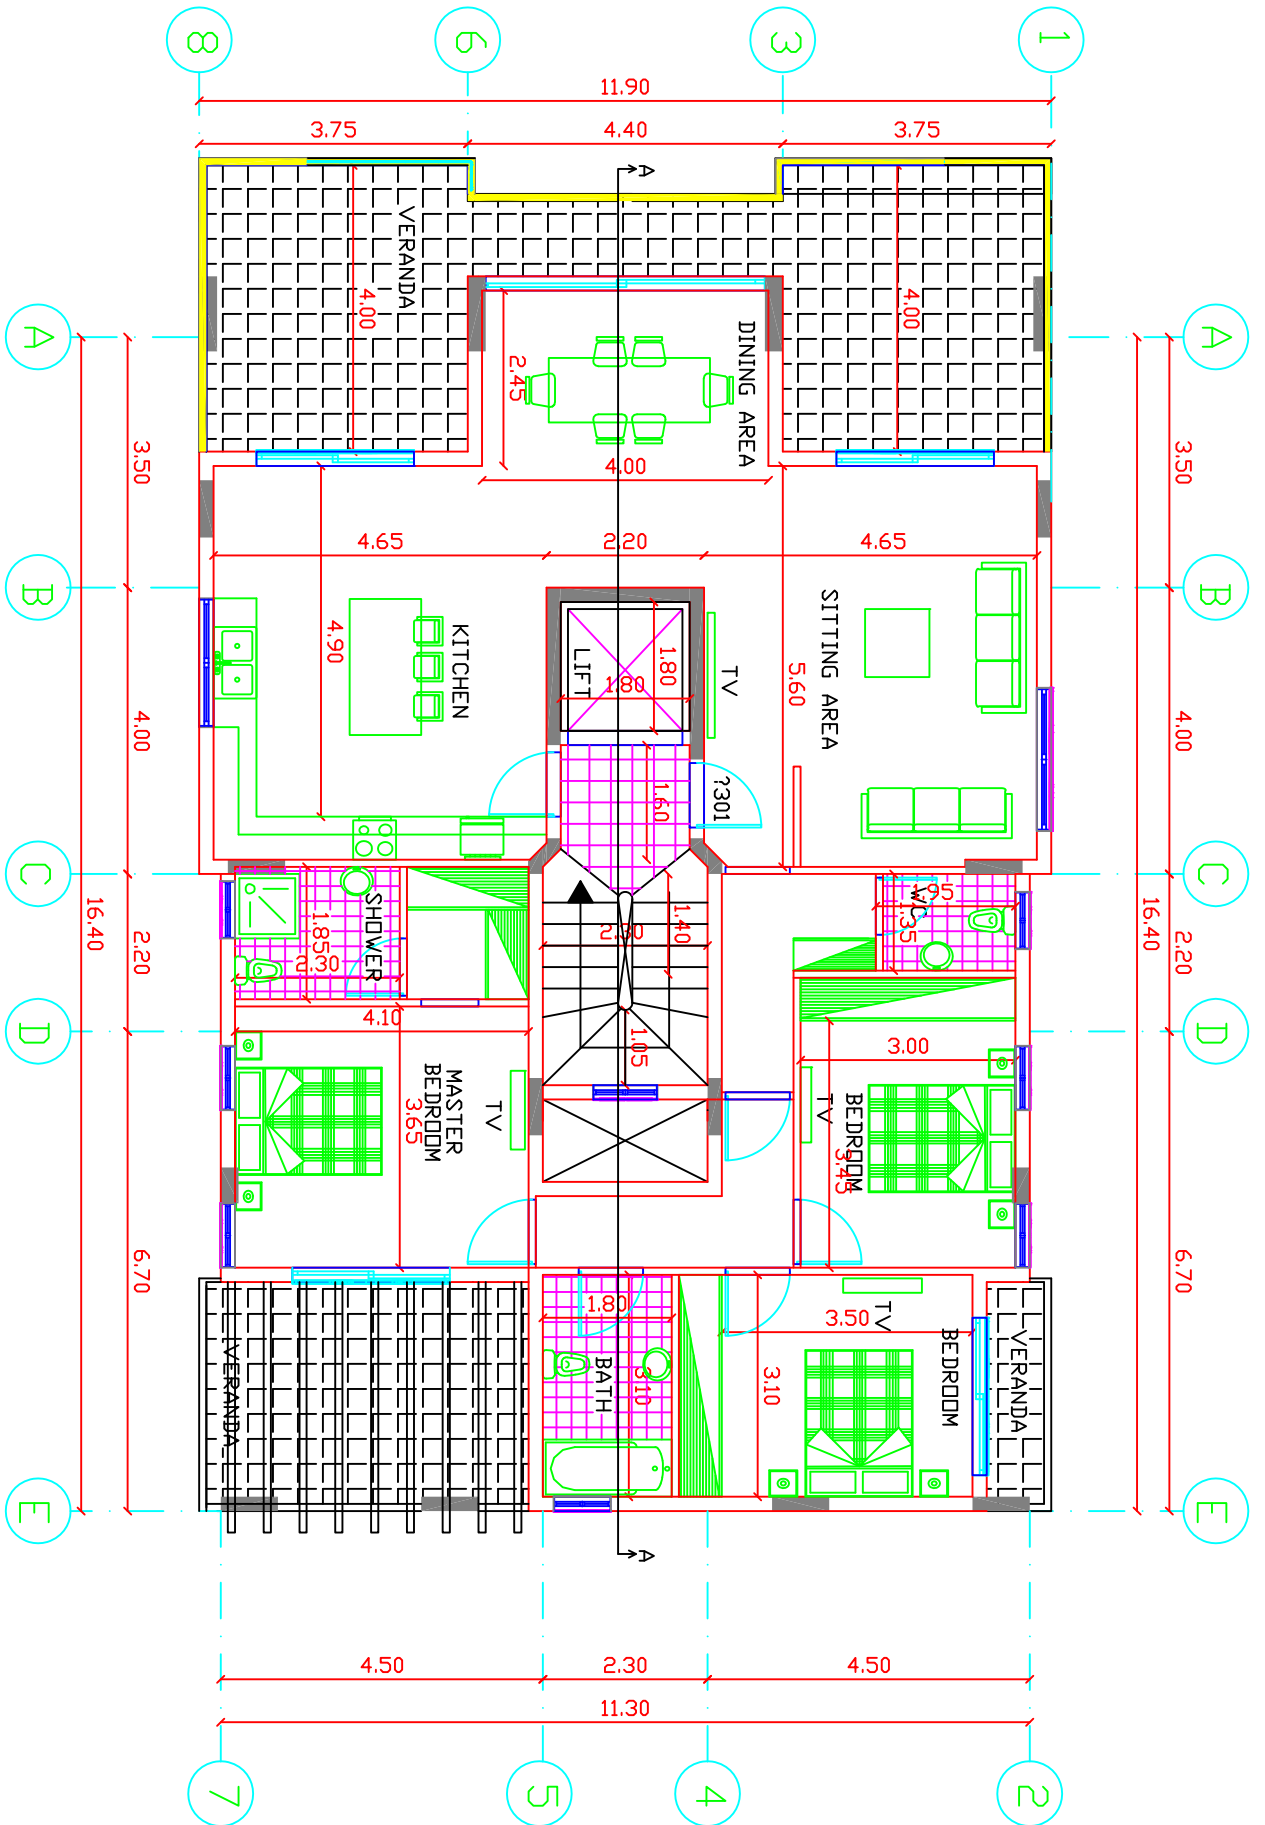 8
6
3
1
11.90
3.75
4.40
3.75
A
VERANDA
4.00
4.00
A
A
2.45
DINING AREA
3.50
3.50
4.00
4.65
2.20
4.65
B
B
4.90
KITCHEN
LIFT
1.80
1.80
TV
5.60
SITTING AREA
4.00
4.00
1.60
?301
C
C
16.40
16.40
2.20
2.20
SHOWER
1.85
2.30
2.30
1.40
WC
1.95
1.35
4.10
D
D
1.05
3.00
MASTER
BEDROOM
3.65
TV
TV
BEDROOM
3.45
6.70
6.70
VERANDA
1.80
BATH
3.10
3.10
3.50
TV
BEDROOM
VERANDA
E
E
A
4.50
2.30
4.50
11.30
7
5
4
2